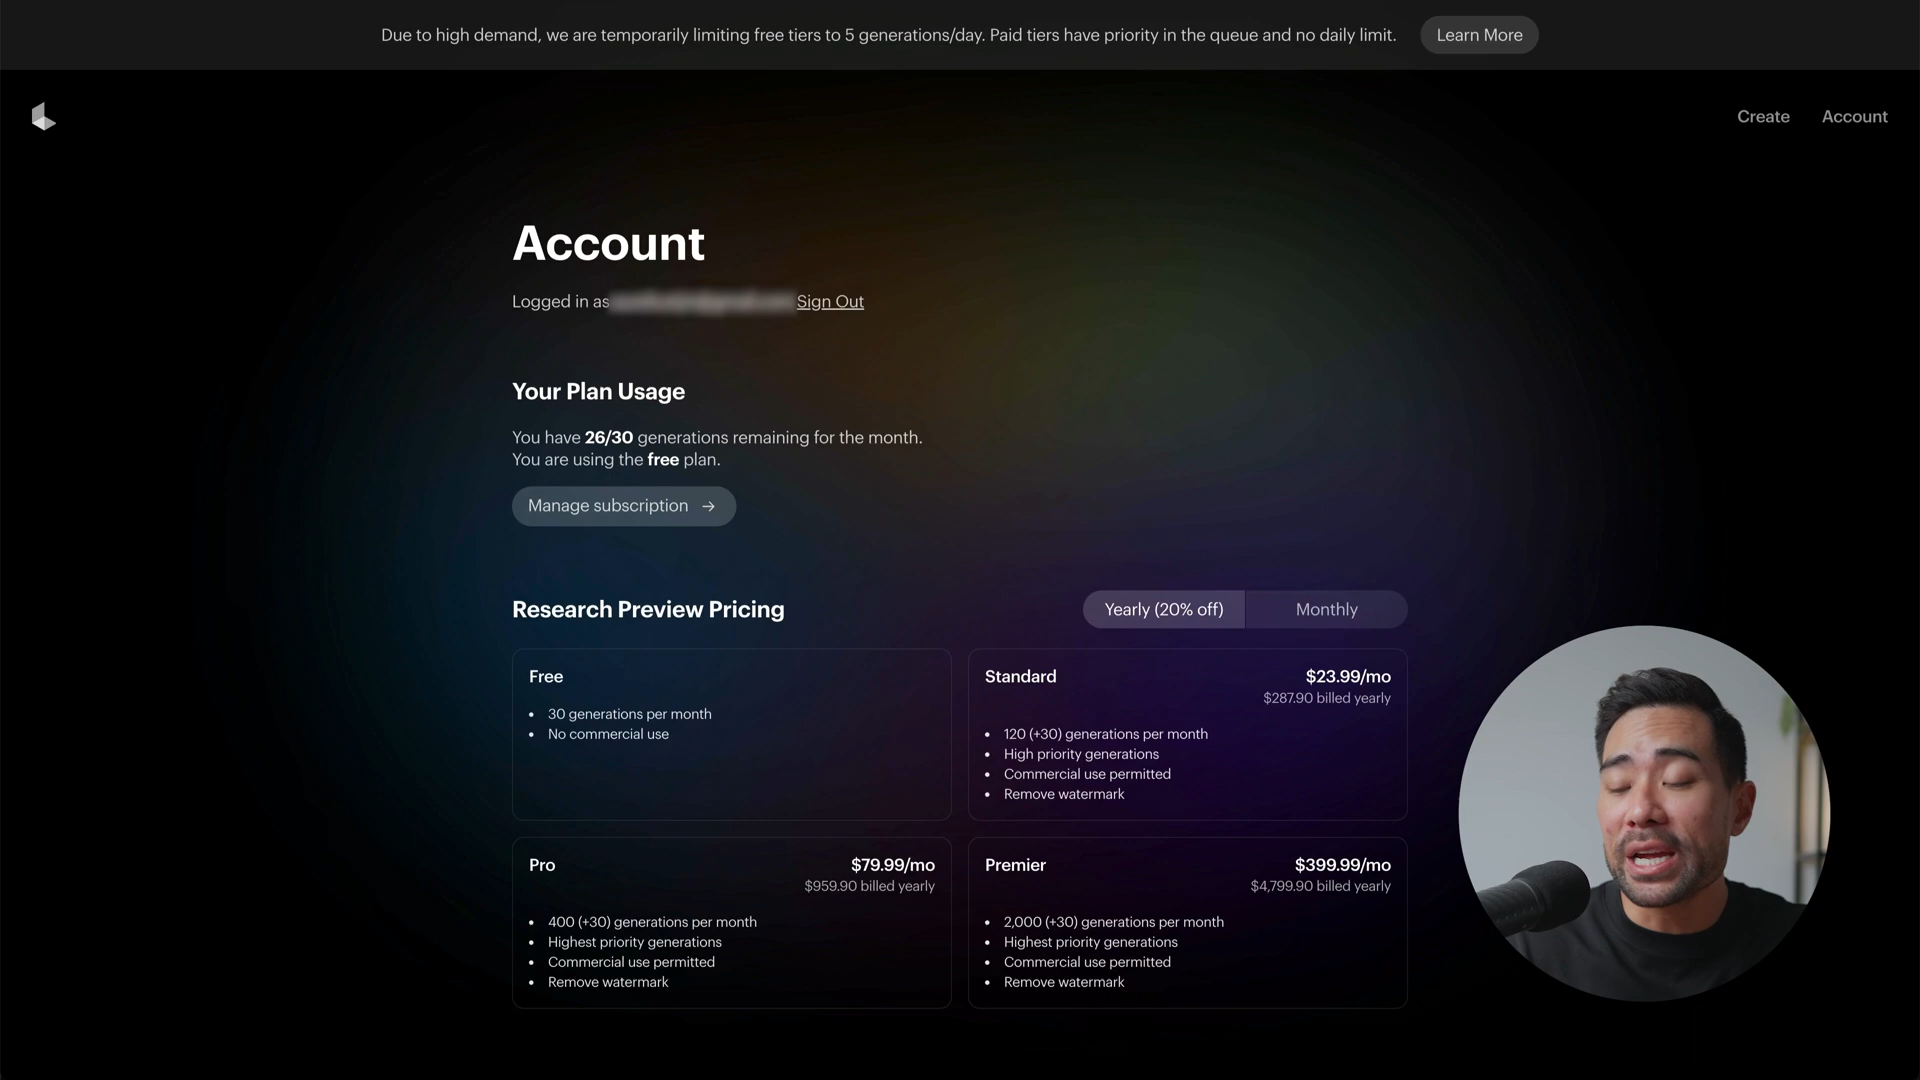 Due to high demand, we are temporarily limiting free tiers to 5 generations/day. Paid tiers have priority in the queue and no daily limit. Learn More
Create Account
Account
Logged in as Sign Out
Your Plan Usage
You have 26/30 generations remaining for the month.
You are using the free plan.
Manage subscription →
Research Preview Pricing
Yearly (20% off) Monthly
Free
• 30 generations per month
• No commercial use
Standard $23.99/mo
$287.90 billed yearly
• 120 (+30) generations per month
• High priority generations
• Commercial use permitted
• Remove watermark
Pro $79.99/mo
$959.90 billed yearly
• 400 (+30) generations per month
• Highest priority generations
• Commercial use permitted
• Remove watermark
Premier $399.99/mo
$4,799.90 billed yearly
• 2,000 (+30) generations per month
• Highest priority generations
• Commercial use permitted
• Remove watermark